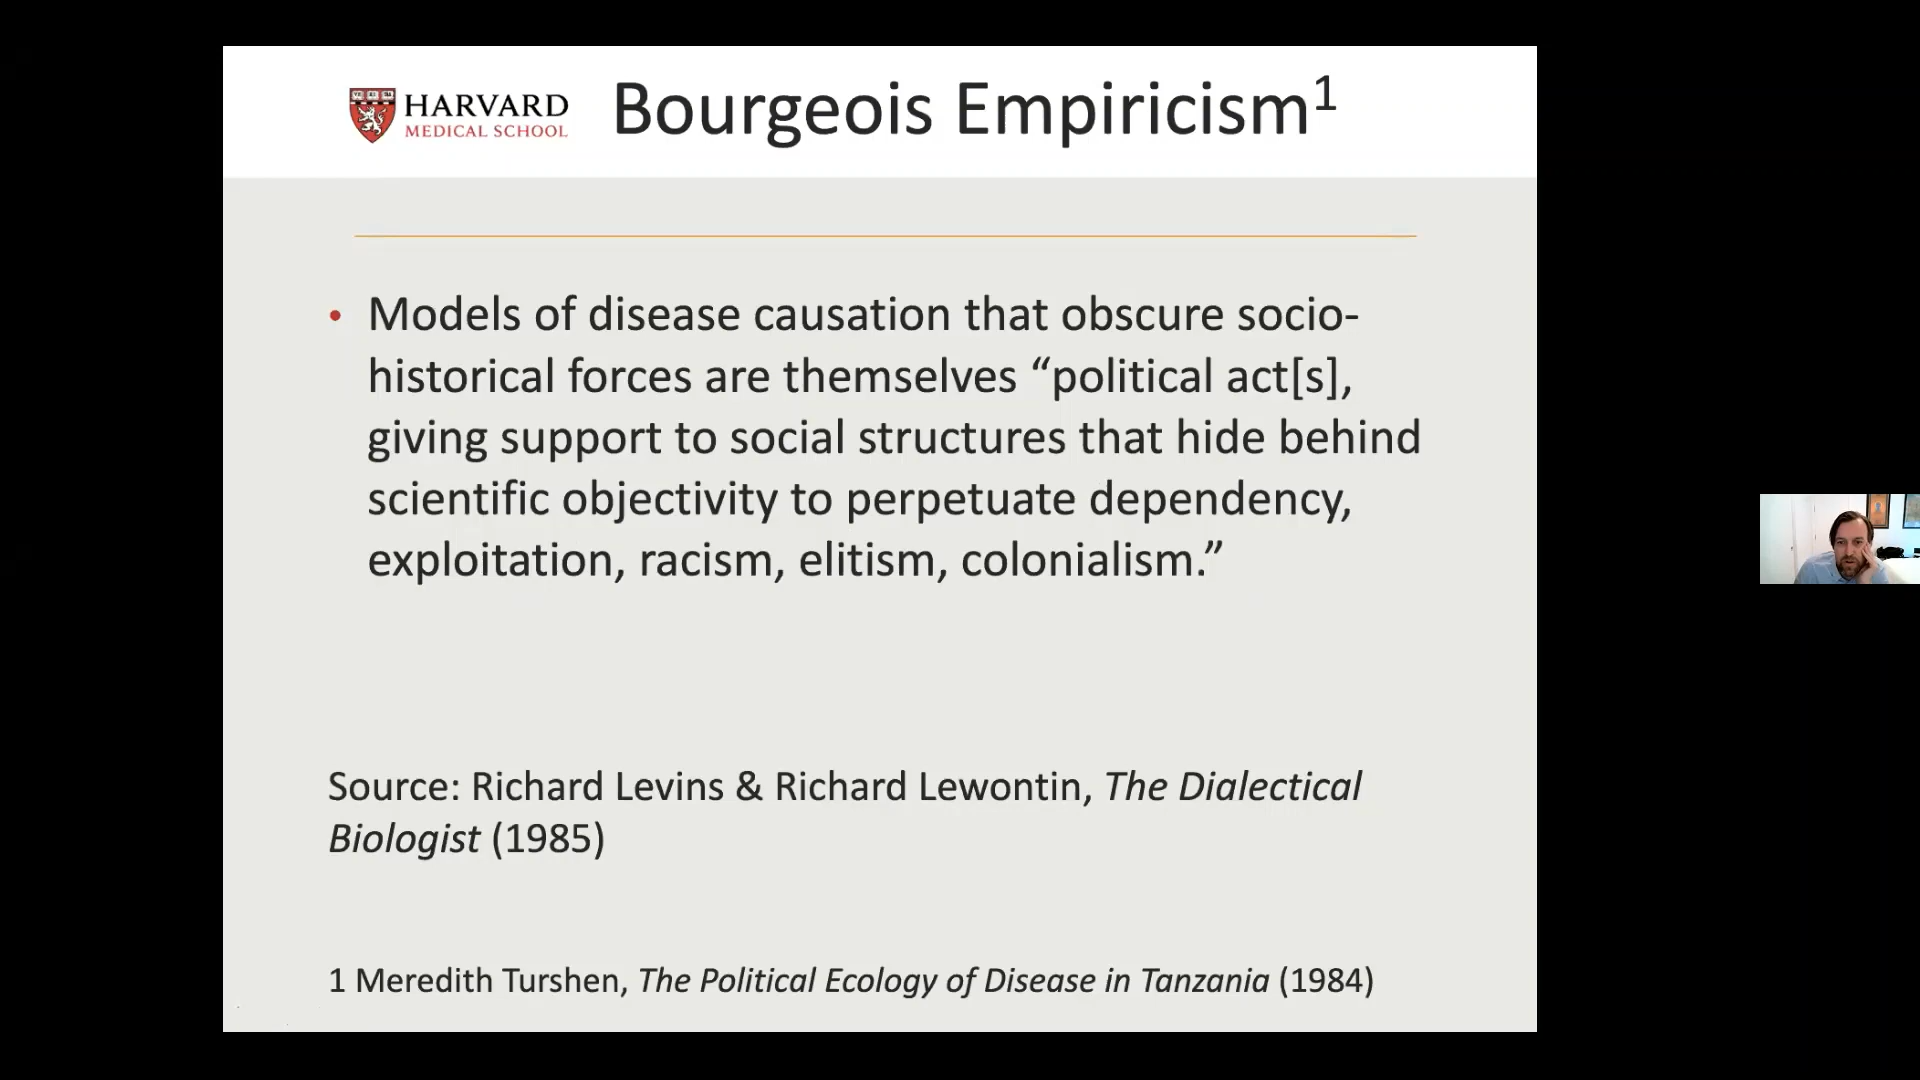 HARVARD
MEDICAL SCHOOL
Bourgeois Empiricism¹
• Models of disease causation that obscure socio-
historical forces are themselves “political act[s],
giving support to social structures that hide behind
scientific objectivity to perpetuate dependency,
exploitation, racism, elitism, colonialism.”
Source: Richard Levins & Richard Lewontin, The Dialectical
Biologist (1985)
1 Meredith Turshen, The Political Ecology of Disease in Tanzania (1984)